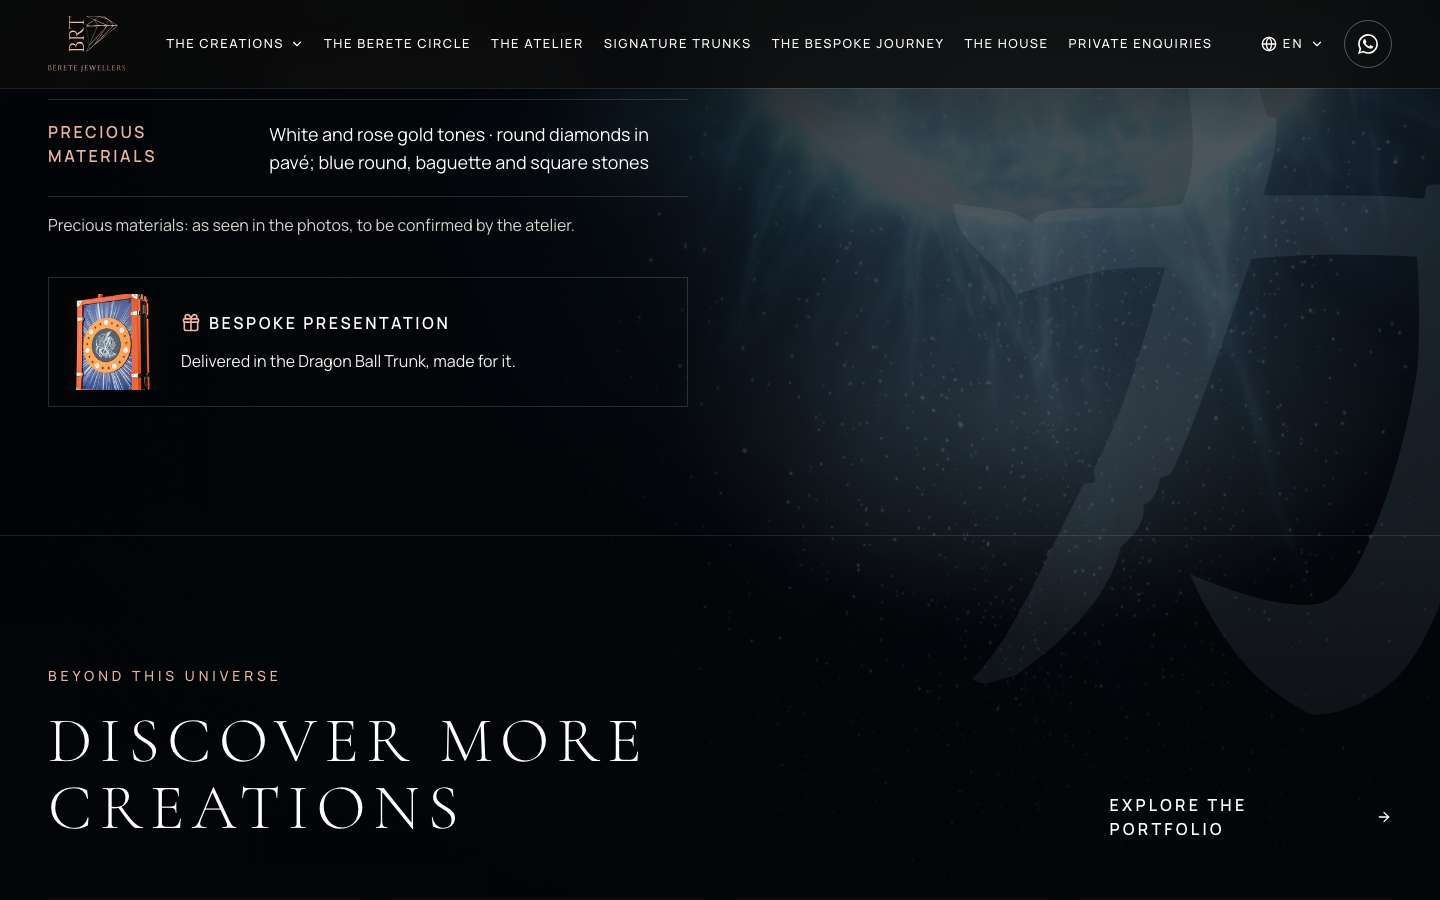 BRT
BERETE JEWELLERS
THE CREATIONS
THE BERETE CIRCLE
THE ATELIER
SIGNATURE TRUNKS
THE BESPOKE JOURNEY
THE HOUSE
PRIVATE ENQUIRIES
EN
PRECIOUS
MATERIALS
White and rose gold tones · round diamonds in
pavé; blue round, baguette and square stones
Precious materials: as seen in the photos, to be confirmed by the atelier.
BESPOKE PRESENTATION
Delivered in the Dragon Ball Trunk, made for it.
BEYOND THIS UNIVERSE
DISCOVER MORE
CREATIONS
EXPLORE THE
PORTFOLIO